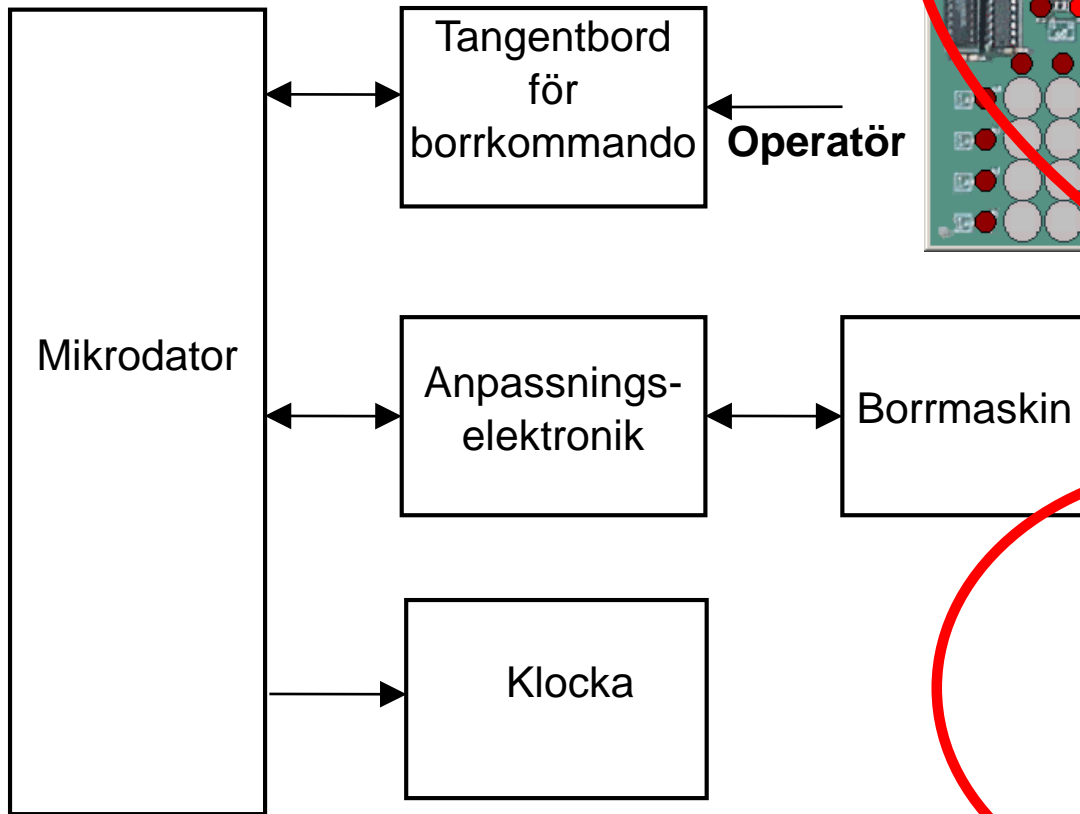 Tangentbord
för
borrkommando
Operatör
Mikrodator
Anpassnings-
elektronik
Borrmaskin
Klocka